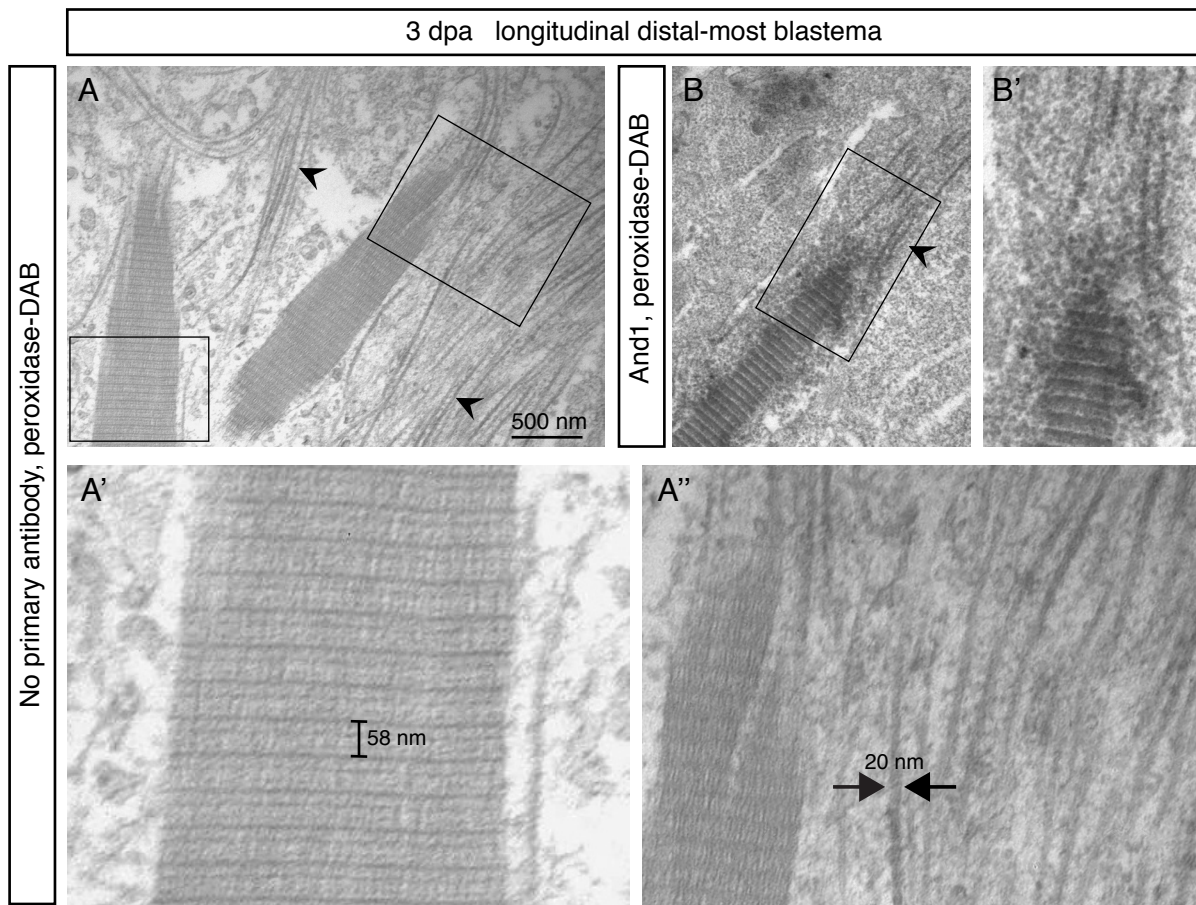 3 dpa longitudinal distal-most blastema
No primary antibody, peroxidase-DAB
A
500 nm
And1, peroxidase-DAB
B
B’
A’
58 nm
A’’
20 nm